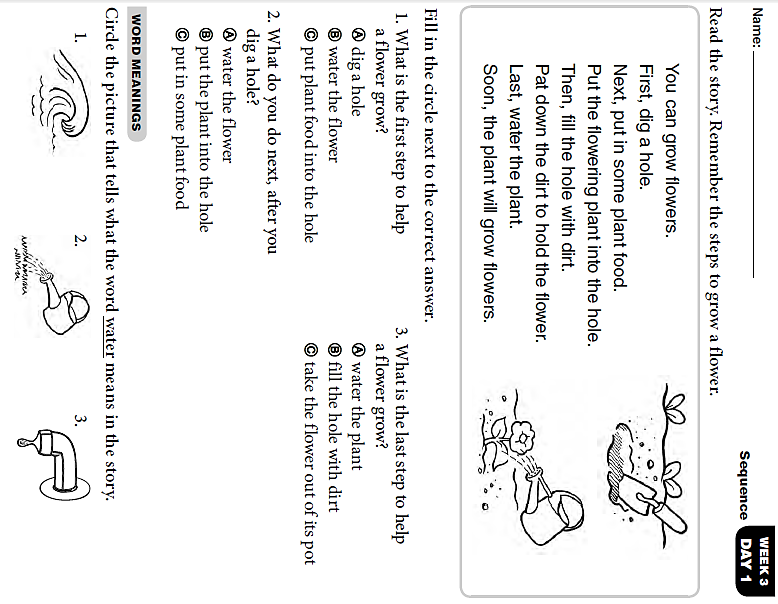 Name:
WEEK 3
DAY 1
Sequence
Read the story. Remember the steps to grow a flower.
You can grow flowers.
First, dig a hole.
Next, put in some plant food.
Put the flowering plant into the hole.
Then, fill the hole with dirt.
Pat down the dirt to hold the flower.
Last, water the plant.
Soon, the plant will grow flowers.
Fill in the circle next to the correct answer.
1. What is the first step to help
a flower grow?
Ⓐ dig a hole
Ⓑ water the flower
Ⓒ put plant food into the hole
2. What do you do next, after you
dig a hole?
Ⓐ water the flower
Ⓑ put the plant into the hole
Ⓒ put in some plant food
3. What is the last step to help
a flower grow?
Ⓐ water the plant
Ⓑ fill the hole with dirt
Ⓒ take the flower out of its pot
WORD MEANINGS
Circle the picture that tells what the word water means in the story.
1.
2.
3.